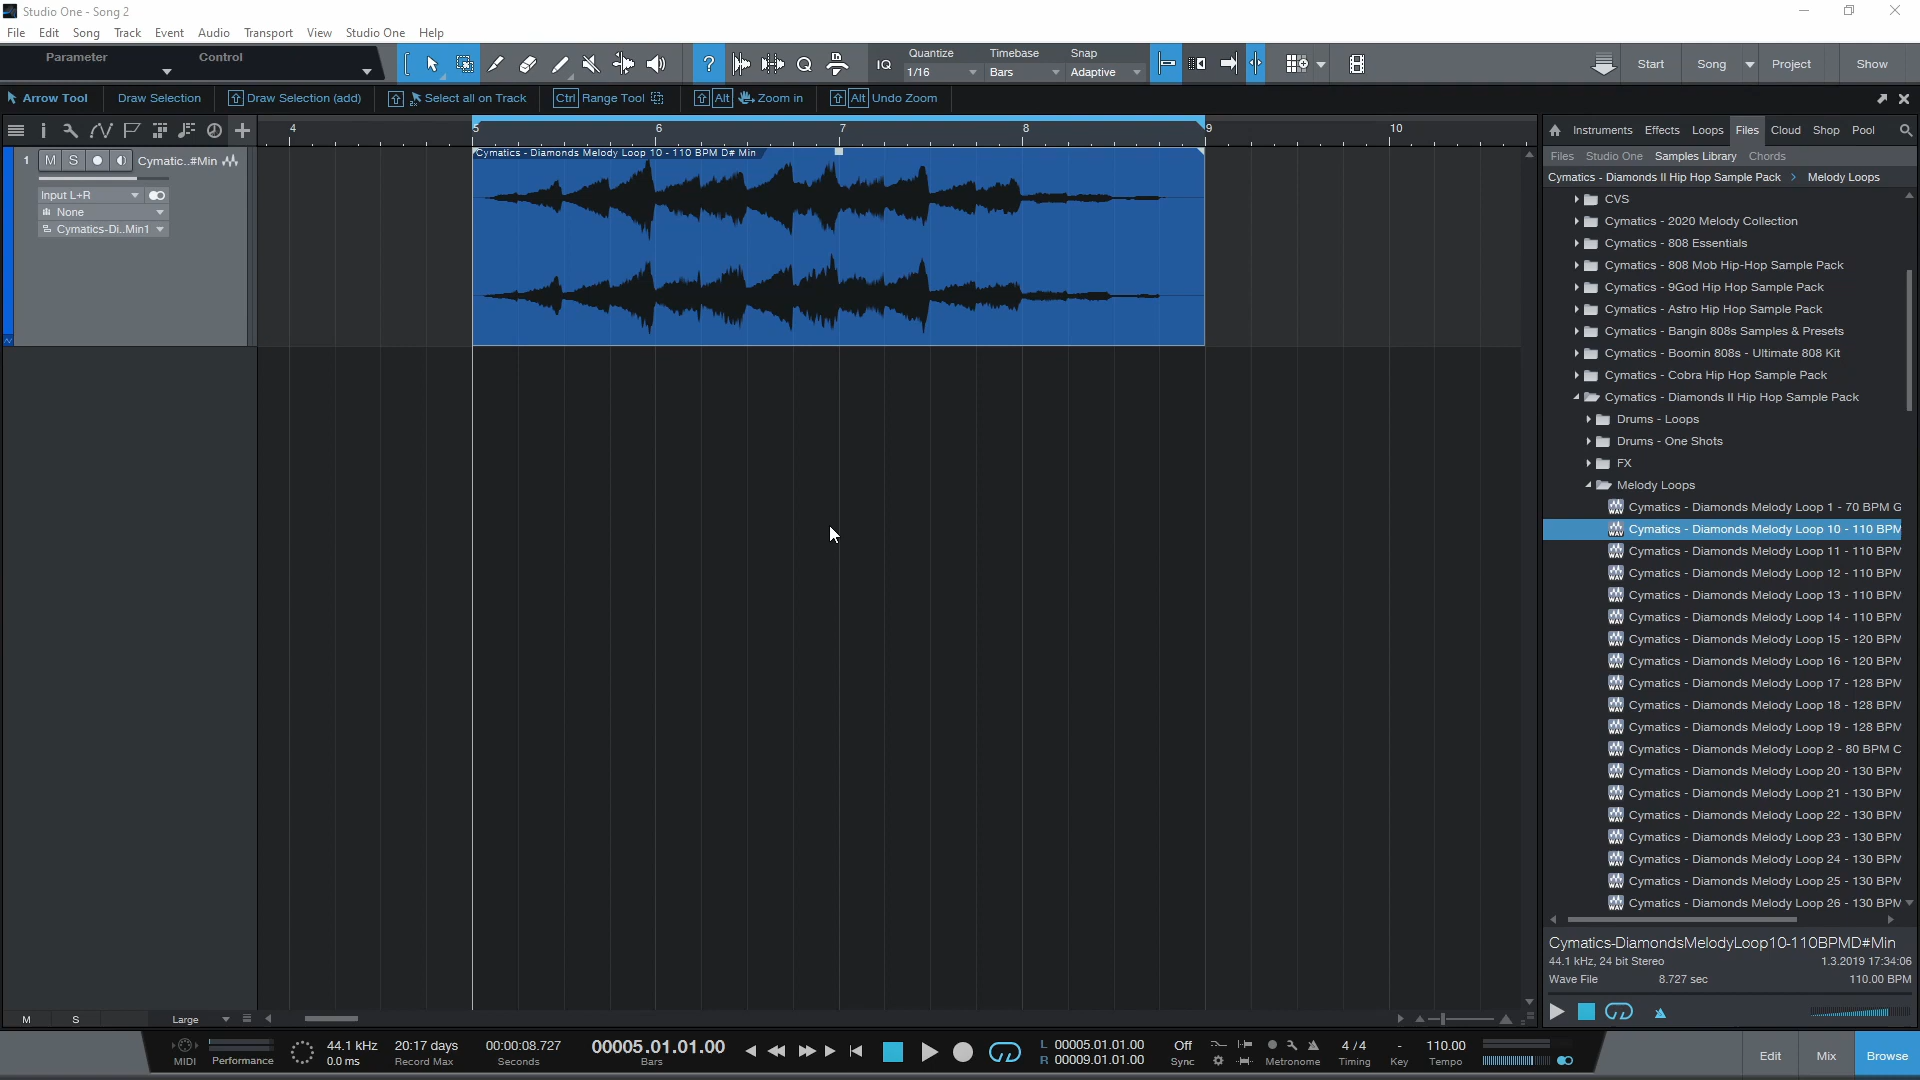 Studio One - Song 2
File Edit Song Track Event Audio Transport View Studio One Help
Parameter Control
IQ Quantize 1/16 Timebase Bars Snap Adaptive
Start Song Project Show
Arrow Tool Draw Selection Draw Selection (add) Select all on Track Ctrl Range Tool Alt Zoom in Alt Undo Zoom
4 5 6 7 8 9 10
Instruments Effects Loops Files Cloud Shop Pool
Files Studio One Samples Library Chords
Cymatics - Diamonds II Hip Hop Sample Pack > Melody Loops
1 M S Cymatic..#Min
Input L+R
None
Cymatics-Di..Min1
Cymatics - Diamonds Melody Loop 10 - 110 BPM D# Min
CVS
Cymatics - 2020 Melody Collection
Cymatics - 808 Essentials
Cymatics - 808 Mob Hip-Hop Sample Pack
Cymatics - 9God Hip Hop Sample Pack
Cymatics - Astro Hip Hop Sample Pack
Cymatics - Bangin 808s Samples & Presets
Cymatics - Boomin 808s - Ultimate 808 Kit
Cymatics - Cobra Hip Hop Sample Pack
Cymatics - Diamonds II Hip Hop Sample Pack
Drums - Loops
Drums - One Shots
FX
Melody Loops
Cymatics - Diamonds Melody Loop 1 - 70 BPM G
Cymatics - Diamonds Melody Loop 10 - 110 BPM
Cymatics - Diamonds Melody Loop 11 - 110 BPM
Cymatics - Diamonds Melody Loop 12 - 110 BPM
Cymatics - Diamonds Melody Loop 13 - 110 BPM
Cymatics - Diamonds Melody Loop 14 - 110 BPM
Cymatics - Diamonds Melody Loop 15 - 120 BPM
Cymatics - Diamonds Melody Loop 16 - 120 BPM
Cymatics - Diamonds Melody Loop 17 - 128 BPM
Cymatics - Diamonds Melody Loop 18 - 128 BPM
Cymatics - Diamonds Melody Loop 19 - 128 BPM
Cymatics - Diamonds Melody Loop 2 - 80 BPM C
Cymatics - Diamonds Melody Loop 20 - 130 BPM
Cymatics - Diamonds Melody Loop 21 - 130 BPM
Cymatics - Diamonds Melody Loop 22 - 130 BPM
Cymatics - Diamonds Melody Loop 23 - 130 BPM
Cymatics - Diamonds Melody Loop 24 - 130 BPM
Cymatics - Diamonds Melody Loop 25 - 130 BPM
Cymatics - Diamonds Melody Loop 26 - 130 BPM
Cymatics-DiamondsMelodyLoop10-110BPMD#Min
44.1 kHz, 24 bit Stereo 1.3.2019 17:34:06
Wave File 8.727 sec 110.00 BPM
M S Large
MIDI Performance 44.1 kHz 0.0 ms 20:17 days Record Max 00:00:08.727 Seconds 00005.01.01.00 Bars
L 00005.01.01.00
R 00009.01.01.00
Off Sync Metronome 4 / 4 Timing - Key 110.00 Tempo
Edit Mix Browse